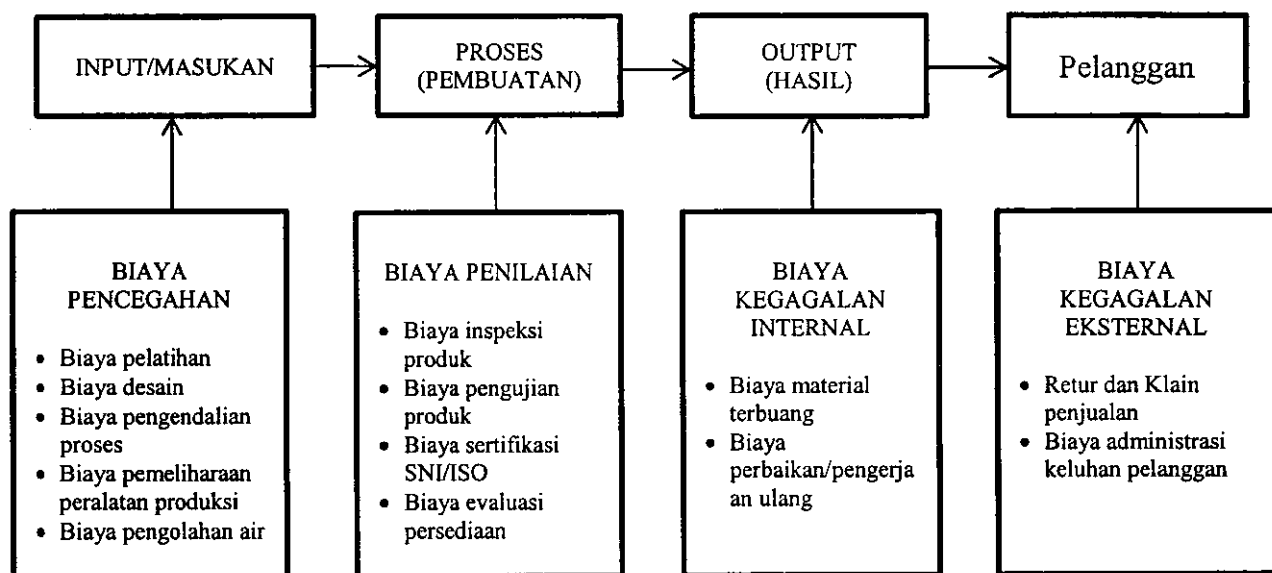 INPUT/MASUKAN
PROSES
(PEMBUATAN)
OUTPUT
(HASIL)
Pelanggan
BIAYA
PENCEGAHAN
• Biaya pelatihan
• Biaya desain
• Biaya pengendalian
proses
• Biaya pemeliharaan
peralatan produksi
• Biaya pengolahan air
BIAYA PENILAIAN
• Biaya inspeksi
produk
• Biaya pengujian
produk
• Biaya sertifikasi
SNI/ISO
• Biaya evaluasi
persediaan
BIAYA
KEGAGALAN
INTERNAL
• Biaya material
terbuang
• Biaya
perbaikan/pengerja
an ulang
BIAYA
KEGAGALAN
EKSTERNAL
• Retur dan Klain
penjualan
• Biaya administrasi
keluhan pelanggan